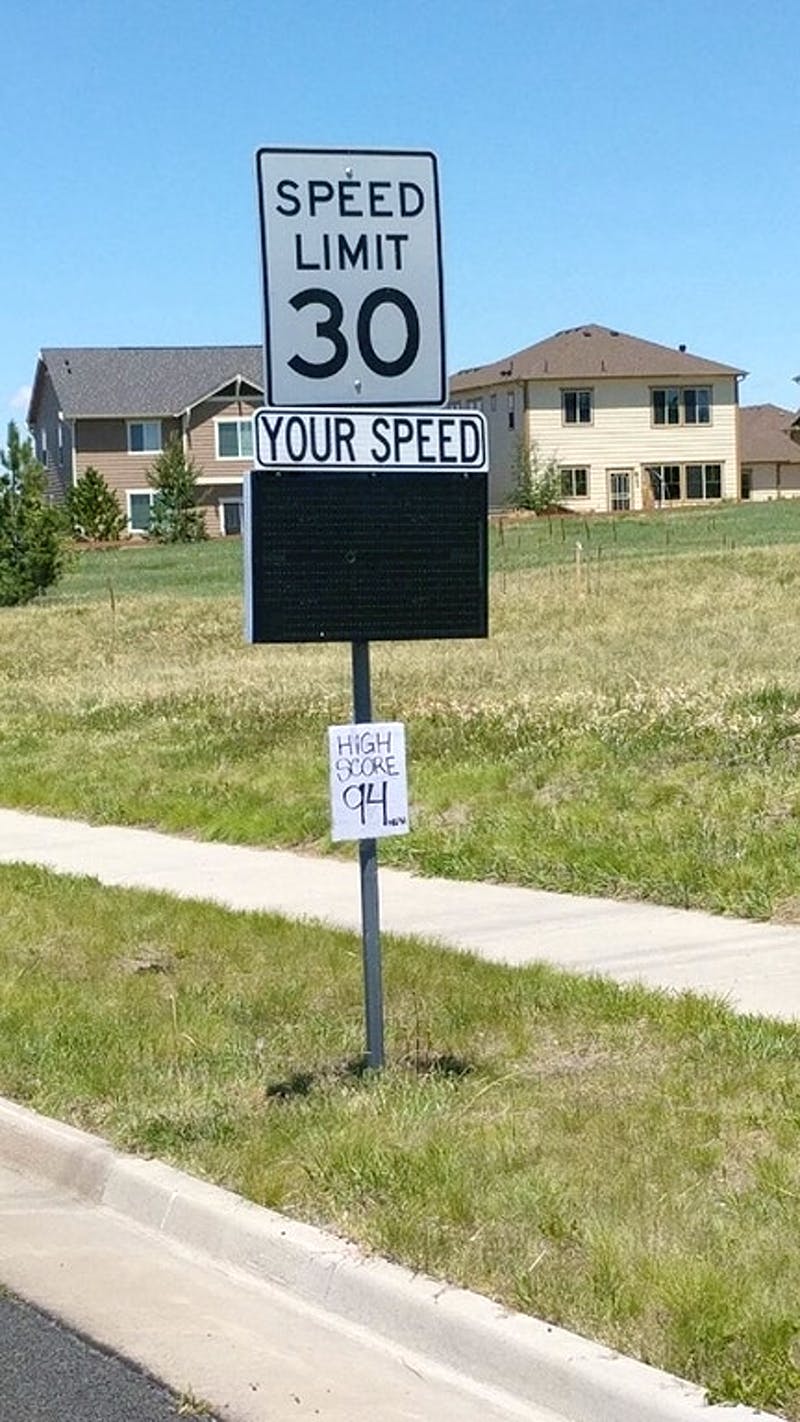 SPEED
LIMIT
30
YOUR SPEED
HIGH
SCORE
94